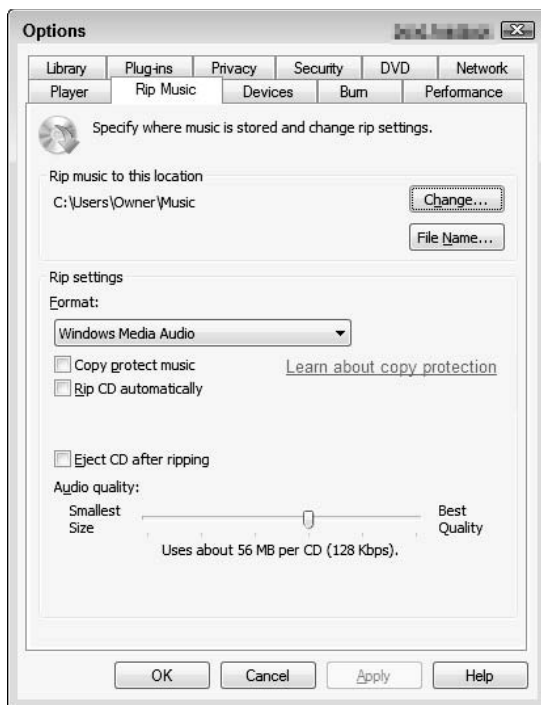 Options
Library Plug-ins Privacy Security DVD Network
Player Rip Music Devices Burn Performance
Specify where music is stored and change rip settings.
Rip music to this location
C:\Users\Owner\Music
Change...
File Name...
Rip settings
Format:
Windows Media Audio
Copy protect music
Learn about copy protection
Rip CD automatically
Eject CD after ripping
Audio quality:
Smallest
Size
Best
Quality
Uses about 56 MB per CD (128 Kbps).
OK Cancel Apply Help